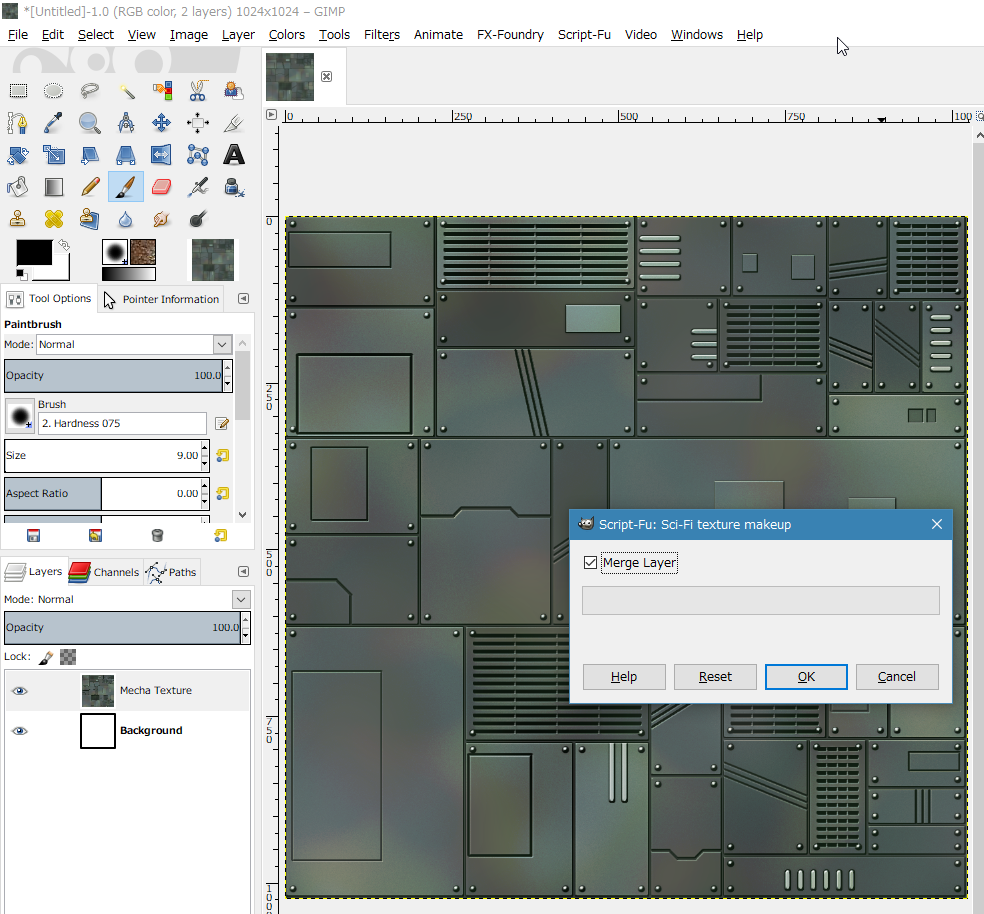 *[Untitled]-1.0 (RGB color, 2 layers) 1024x1024 – GIMP
File Edit Select View Image Layer Colors Tools Filters Animate FX-Foundry Script-Fu Video Windows Help
0 250 500 750 100
0
250
500
750
100
Tool Options Pointer Information
Paintbrush
Mode: Normal
Opacity 100.0
Brush
2. Hardness 075
Size 9.00
Aspect Ratio 0.00
Layers Channels Paths
Mode: Normal
Opacity 100.0
Lock:
Mecha Texture
Background
Script-Fu: Sci-Fi texture makeup
Merge Layer
Help Reset OK Cancel